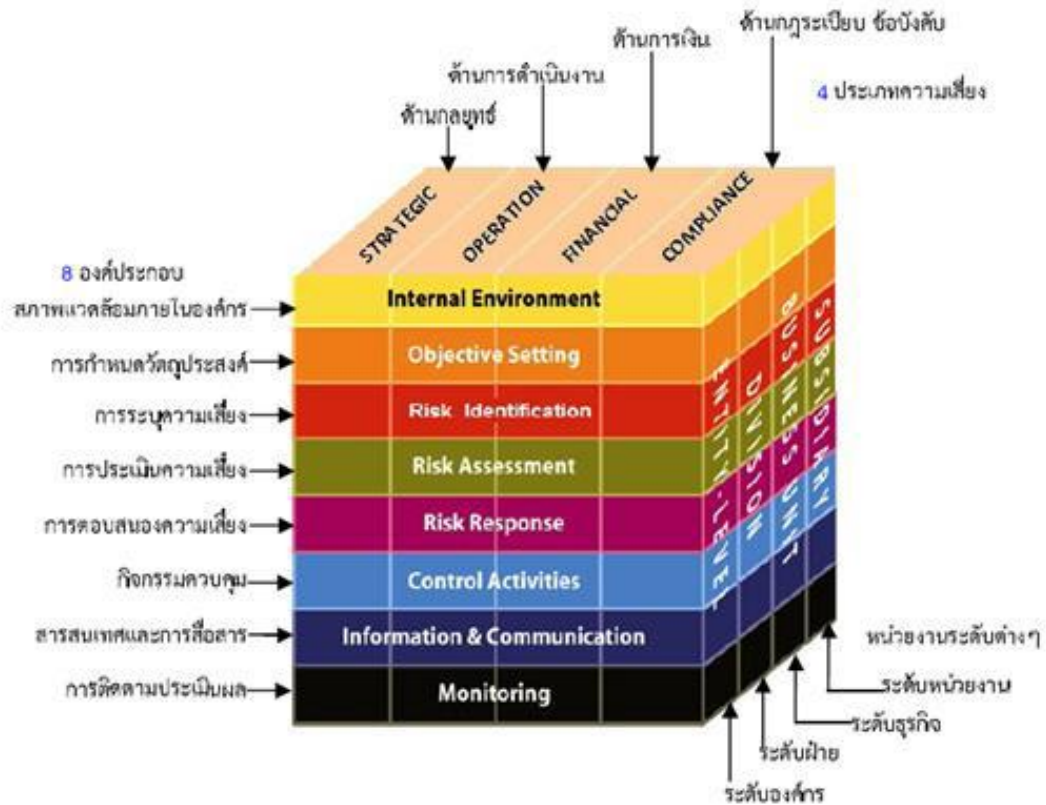 ด้านกฎระเบียบ ข้อบังคับ
ด้านการเงิน
ด้านการดำเนินงาน
4 ประเภทความเสี่ยง
ด้านกลยุทธ์
STRATEGIC
OPERATION
FINANCIAL
COMPLIANCE
8 องค์ประกอบ
สภาพแวดล้อมภายในองค์กร
Internal Environment
การกำหนดวัตถุประสงค์
Objective Setting
การระบุความเสี่ยง
Risk Identification
การประเมินความเสี่ยง
Risk Assessment
การตอบสนองความเสี่ยง
Risk Response
กิจกรรมควบคุม
Control Activities
สารสนเทศและการสื่อสาร
Information & Communication
การติดตามประเมินผล
Monitoring
ENTITY-LEVEL
DIVISION
BUSINESS UNIT
SUBSIDIARY
หน่วยงานระดับต่างๆ
ระดับหน่วยงาน
ระดับธุรกิจ
ระดับฝ่าย
ระดับองค์กร